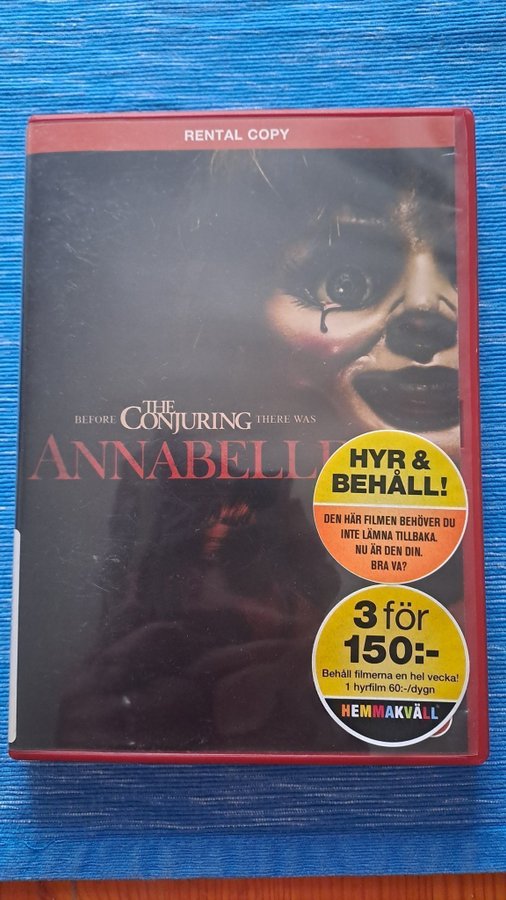 RENTAL COPY
BEFORE THE CONJURING THERE WAS
ANNABELLE
HYR &
BEHÅLL!
DEN HÄR FILMEN BEHÖVER DU
INTE LÄMNA TILLBAKA.
NU ÄR DEN DIN.
BRA VA?
3 för
150:-
Behåll filmerna en hel vecka!
1 hyrfilm 60:-/dygn
HEMMAKVÄLL